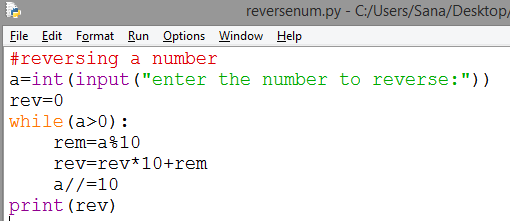 reversenum.py - C:/Users/Sana/Desktop/
File Edit Format Run Options Window Help
#reversing a number
a=int(input("enter the number to reverse:"))
rev=0
while(a>0):
    rem=a%10
    rev=rev*10+rem
    a//=10
print(rev)